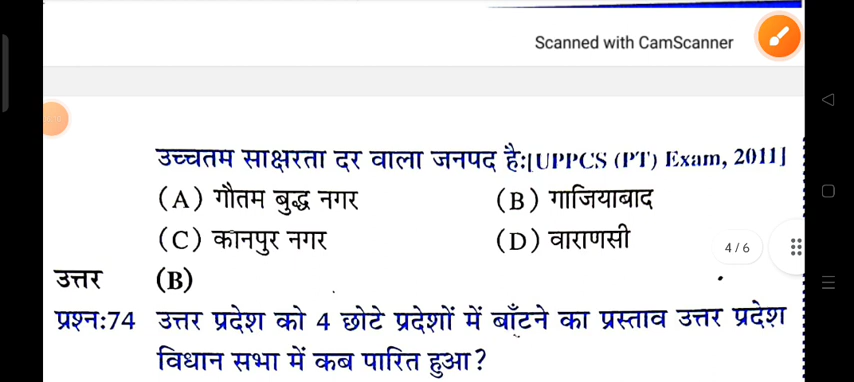 Scanned with CamScanner
उच्चतम साक्षरता दर वाला जनपद है:[UPPCS (PT) Exam, 2011]
(A) गौतम बुद्ध नगर (B) गाजियाबाद
(C) कानपुर नगर (D) वाराणसी
4 / 6
उत्तर (B)
प्रश्न:74 उत्तर प्रदेश को 4 छोटे प्रदेशों में बाँटने का प्रस्ताव उत्तर प्रदेश
विधान सभा में कब पारित हुआ?